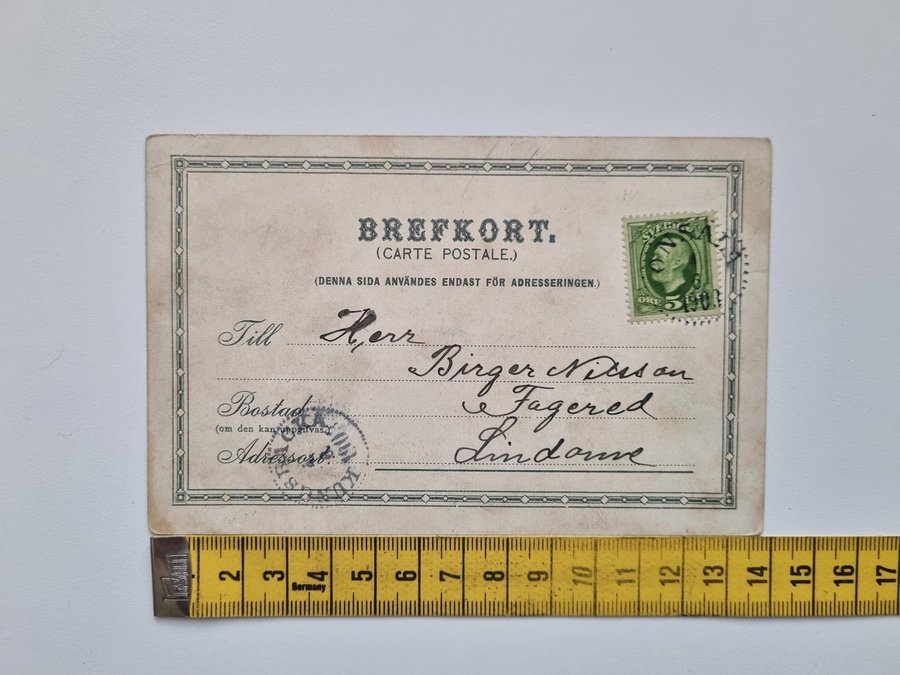 BREFKORT.
(CARTE POSTALE.)
(DENNA SIDA ANVÄNDES ENDAST FÖR ADRESSERINGEN.)
SVERIGE
ÖRE 5
1903
Till Herr
Birger Nilsson
Bostad Fagered
(om den kan uppgifvas)
Adressort. Lindome
KUNGSBACKA
2 3 4 5 6 7 8 9 10 11 12 13 14 15 16 17
Germany